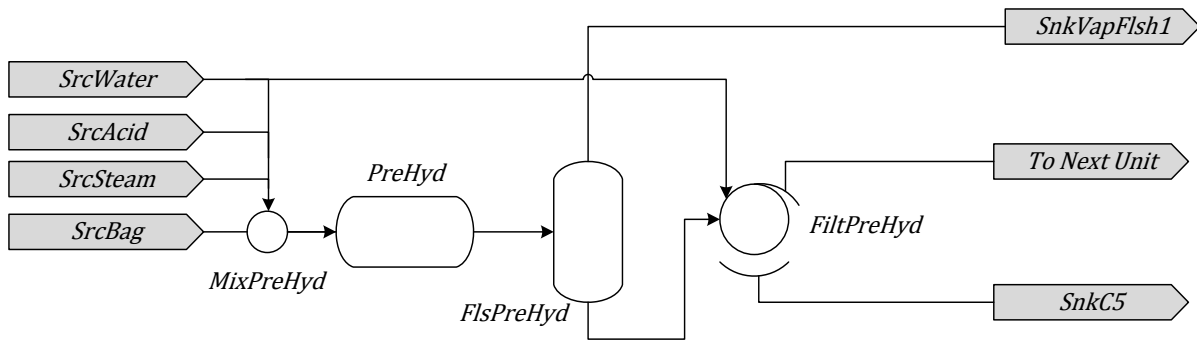 SnkVapFlsh1
SrcWater
SrcAcid
SrcSteam
SrcBag
PreHyd
To Next Unit
FiltPreHyd
MixPreHyd
FlsPreHyd
SnkC5